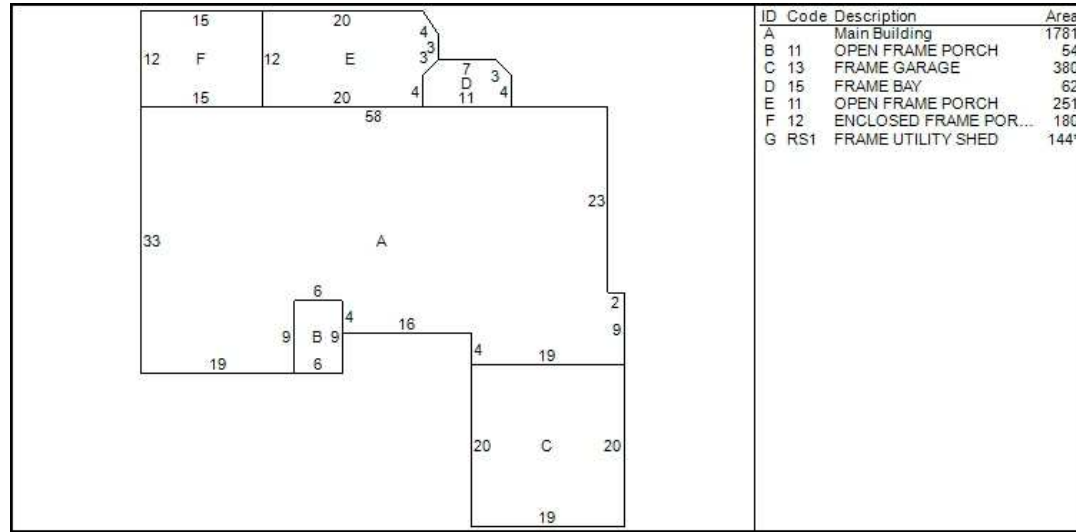 15 20
4
12 F 12 E 3
3
7
D 3
15 20 4 11 4
58
23
33 A
6
2
4
16
9 B 9 9
4 19
19 6
20 C 20
19
ID Code Description Area
A Main Building 1781
B 11 OPEN FRAME PORCH 54
C 13 FRAME GARAGE 380
D 15 FRAME BAY 62
E 11 OPEN FRAME PORCH 251
F 12 ENCLOSED FRAME POR... 180
G RS1 FRAME UTILITY SHED 144